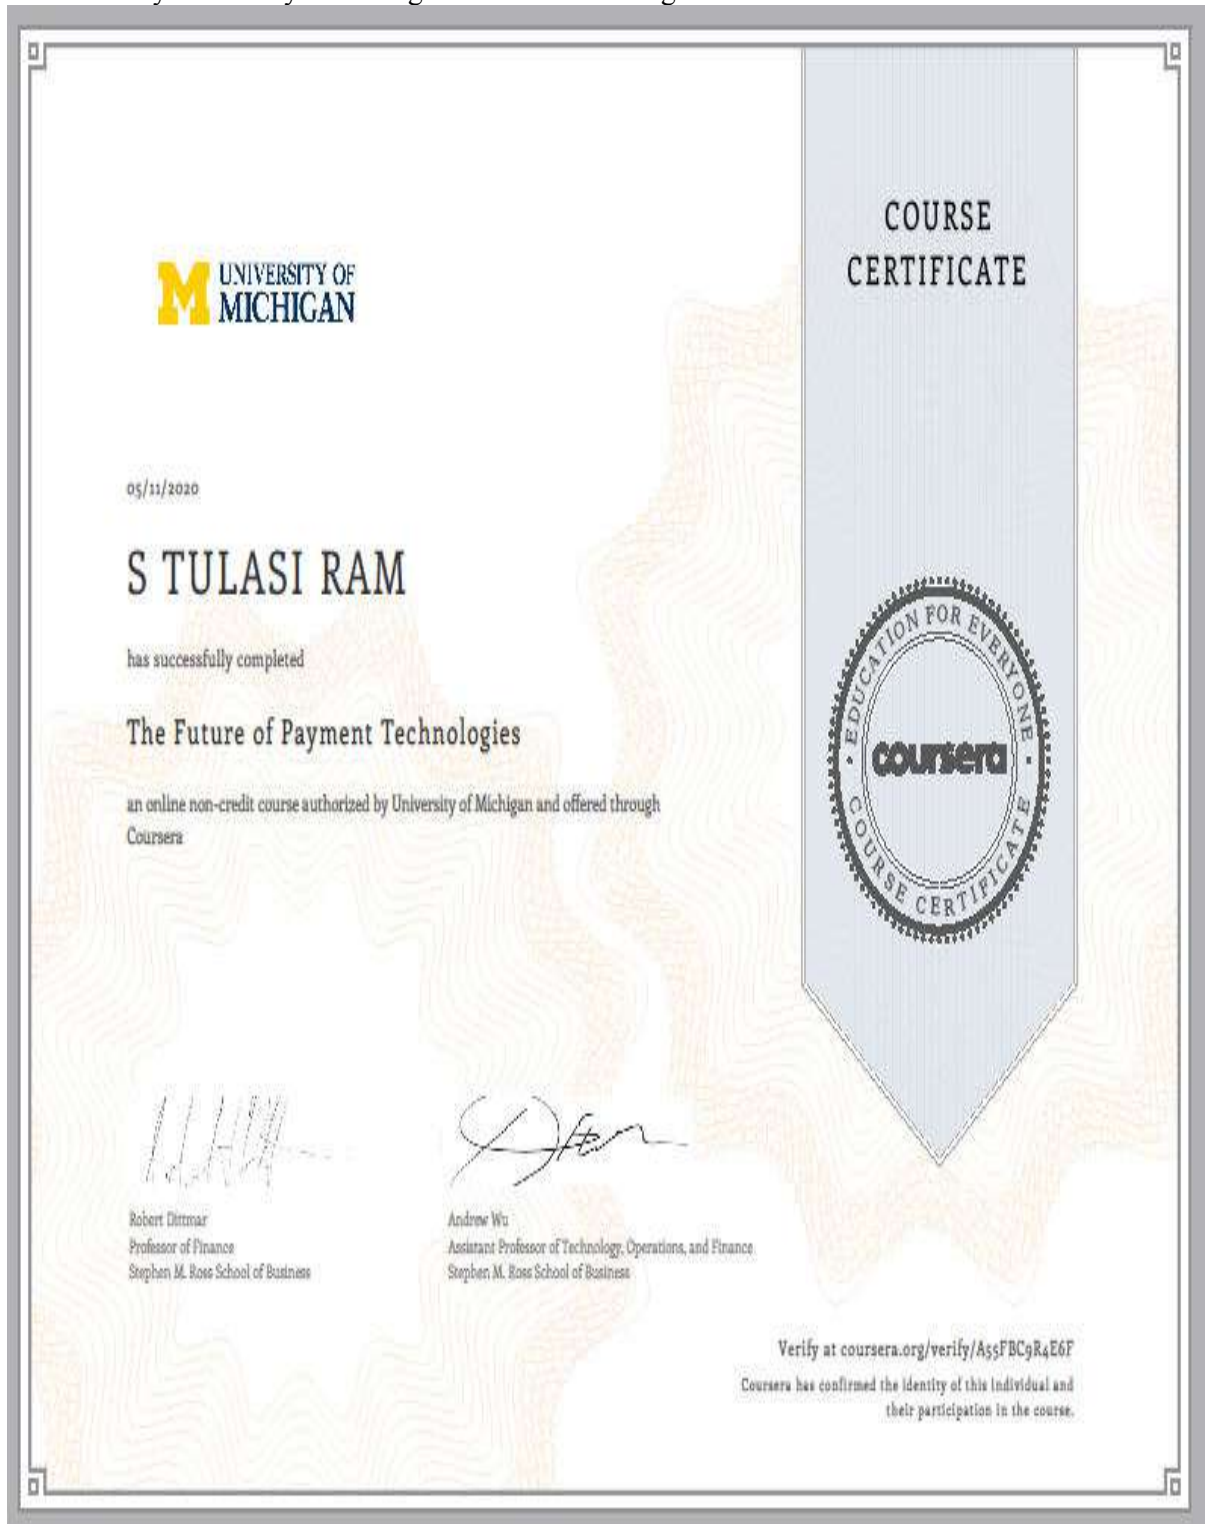 UNIVERSITY OF
MICHIGAN
COURSE
CERTIFICATE
05/11/2020
S TULASI RAM
has successfully completed
The Future of Payment Technologies
an online non-credit course authorized by University of Michigan and offered through
Coursera
EDUCATION FOR EVERYONE
coursera
COURSE CERTIFICATE
Robert Dittmar
Professor of Finance
Stephen M. Ross School of Business
Andrew Wu
Assistant Professor of Technology, Operations, and Finance
Stephen M. Ross School of Business
Verify at coursera.org/verify/A55FBC9R4E6F
Coursera has confirmed the identity of this individual and
their participation in the course.